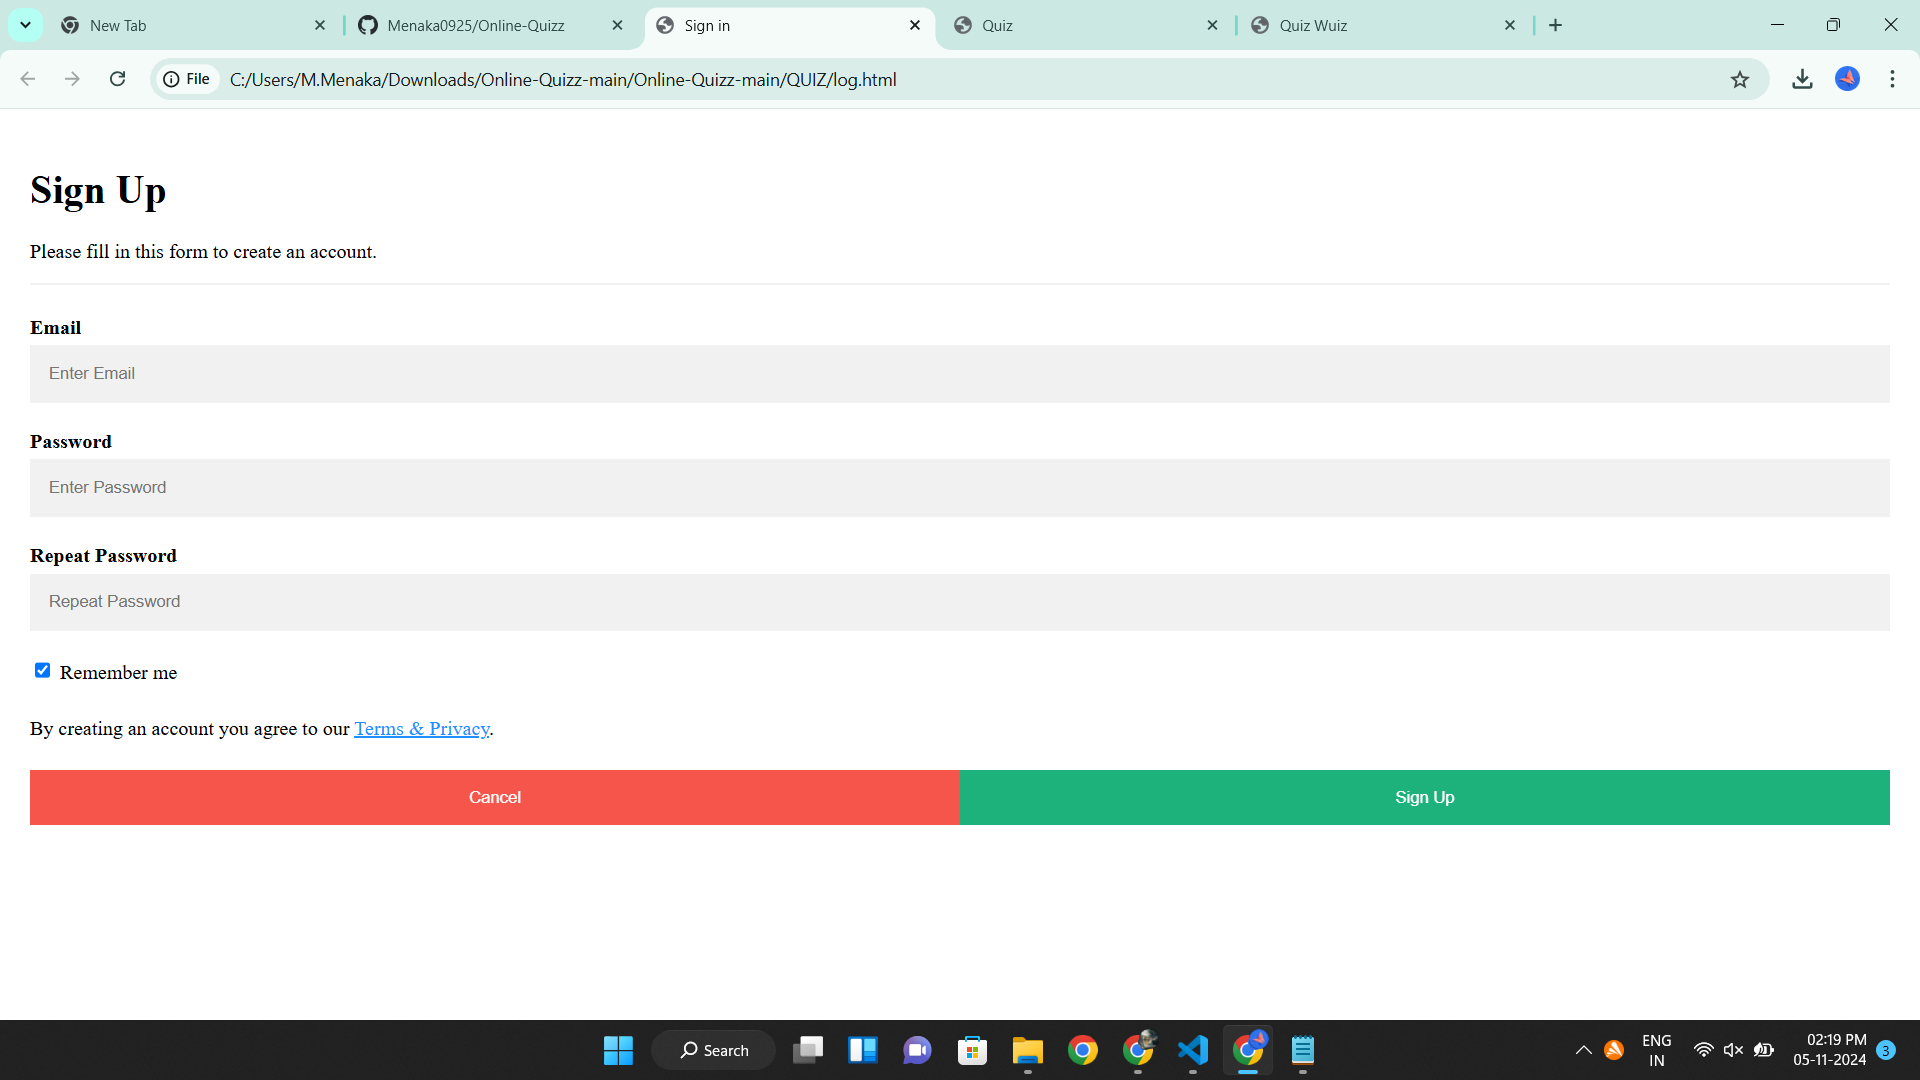 New Tab
Menaka0925/Online-Quizz
Sign in
Quiz
Quiz Wuiz
File
C:/Users/M.Menaka/Downloads/Online-Quizz-main/Online-Quizz-main/QUIZ/log.html
Sign Up
Please fill in this form to create an account.
Email
Enter Email
Password
Enter Password
Repeat Password
Repeat Password
Remember me
By creating an account you agree to our Terms & Privacy.
Cancel
Sign Up
Search
ENG
IN
02:19 PM
05-11-2024
3